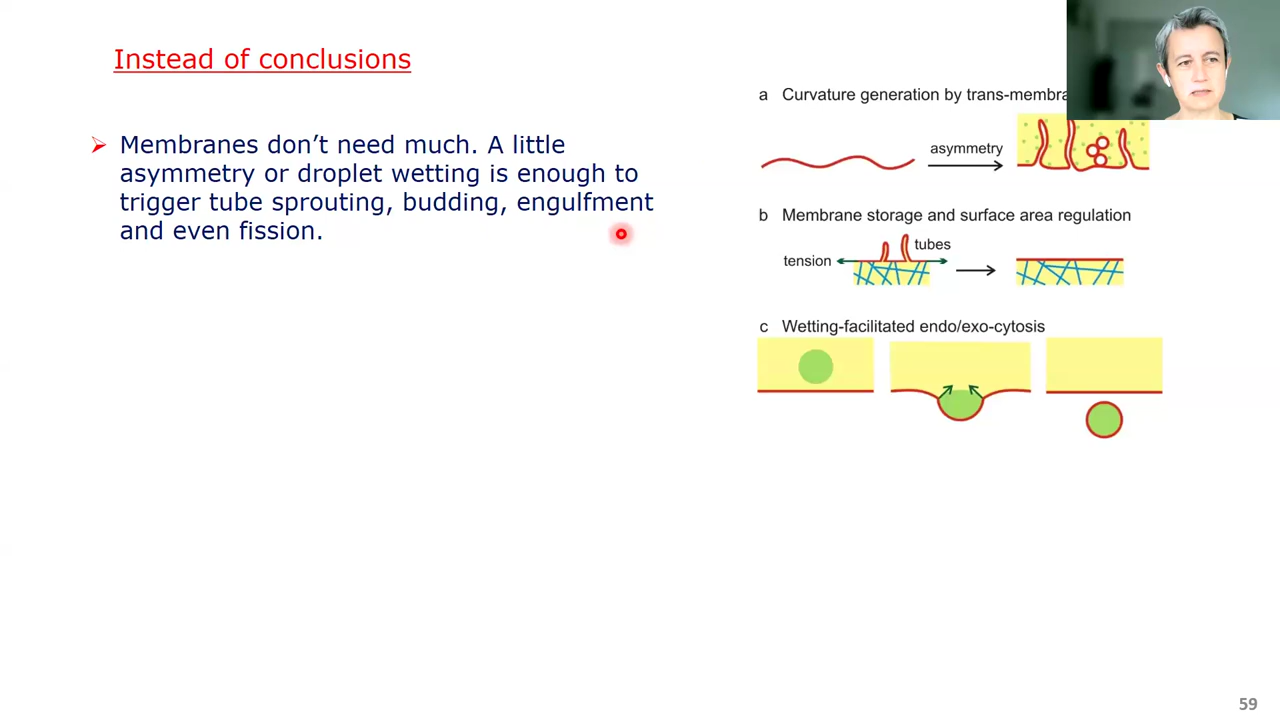 Instead of conclusions
Membranes don't need much. A little
asymmetry or droplet wetting is enough to
trigger tube sprouting, budding, engulfment
and even fission.
a Curvature generation by
asymmetry
b Membrane storage and surface area regulation
tubes
tension
c Wetting-facilitated endo/exo-cytosis
59